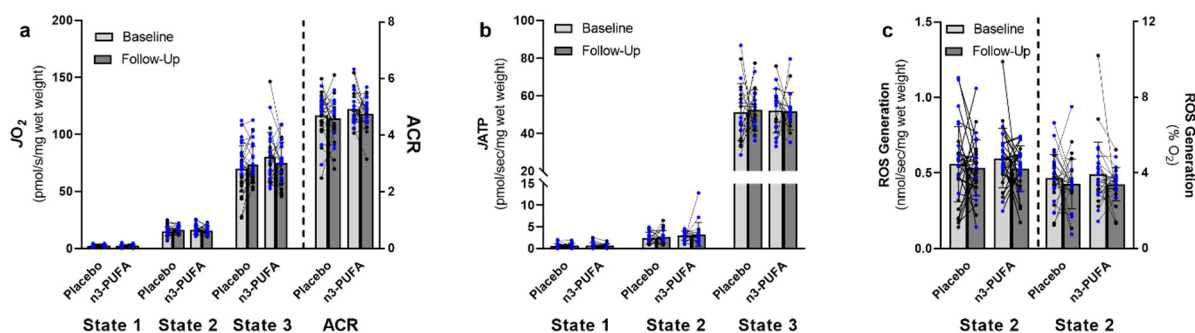 a
200
150
100
50
0
JO2
(pmol/s/mg wet weight)
Baseline
Follow-Up
8
6
4
2
0
ACR
Placebo
n3-PUFA
Placebo
n3-PUFA
Placebo
n3-PUFA
Placebo
n3-PUFA
State 1
State 2
State 3
ACR
b
100
80
60
40
20
15
10
5
0
JATP
(pmol/sec/mg wet weight)
Baseline
Follow-Up
Placebo
n3-PUFA
Placebo
n3-PUFA
Placebo
n3-PUFA
State 1
State 2
State 3
c
1.5
1.0
0.5
0.0
ROS Generation
(nmol/sec/mg wet weight)
Baseline
Follow-Up
12
8
4
0
ROS Generation
(% O2)
Placebo
n3-PUFA
Placebo
n3-PUFA
State 2
State 2